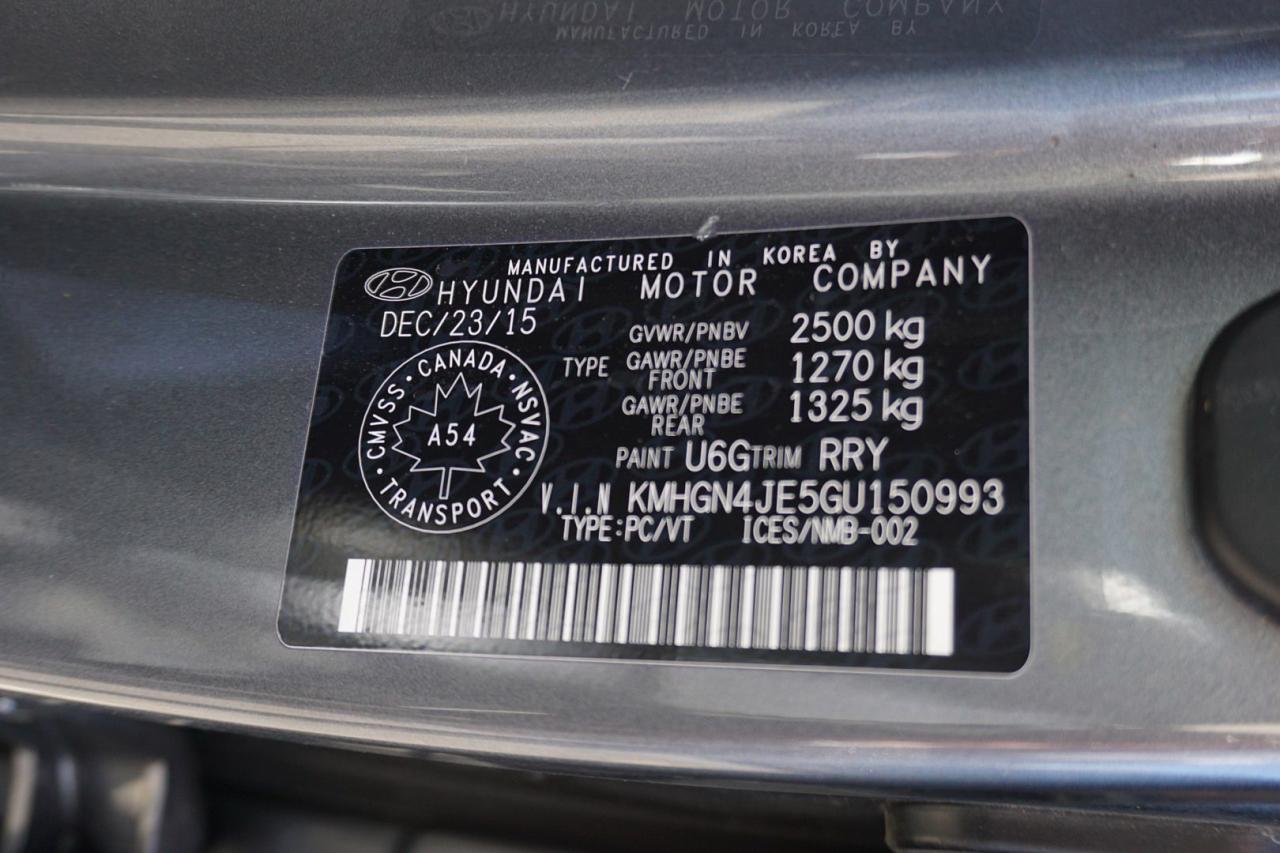 MANUFACTURED IN KOREA BY
HYUNDAI MOTOR COMPANY
DEC/23/15
GVWR/PNBV 2500 kg
TYPE GAWR/PNBE FRONT 1270 kg
GAWR/PNBE REAR 1325 kg
PAINT U6G TRIM RRY
V.I.N KMHGN4JE5GU150993
TYPE:PC/VT ICES/NMB-002
CMVSS · CANADA · NSVAC · TRANSPORT ·
A54